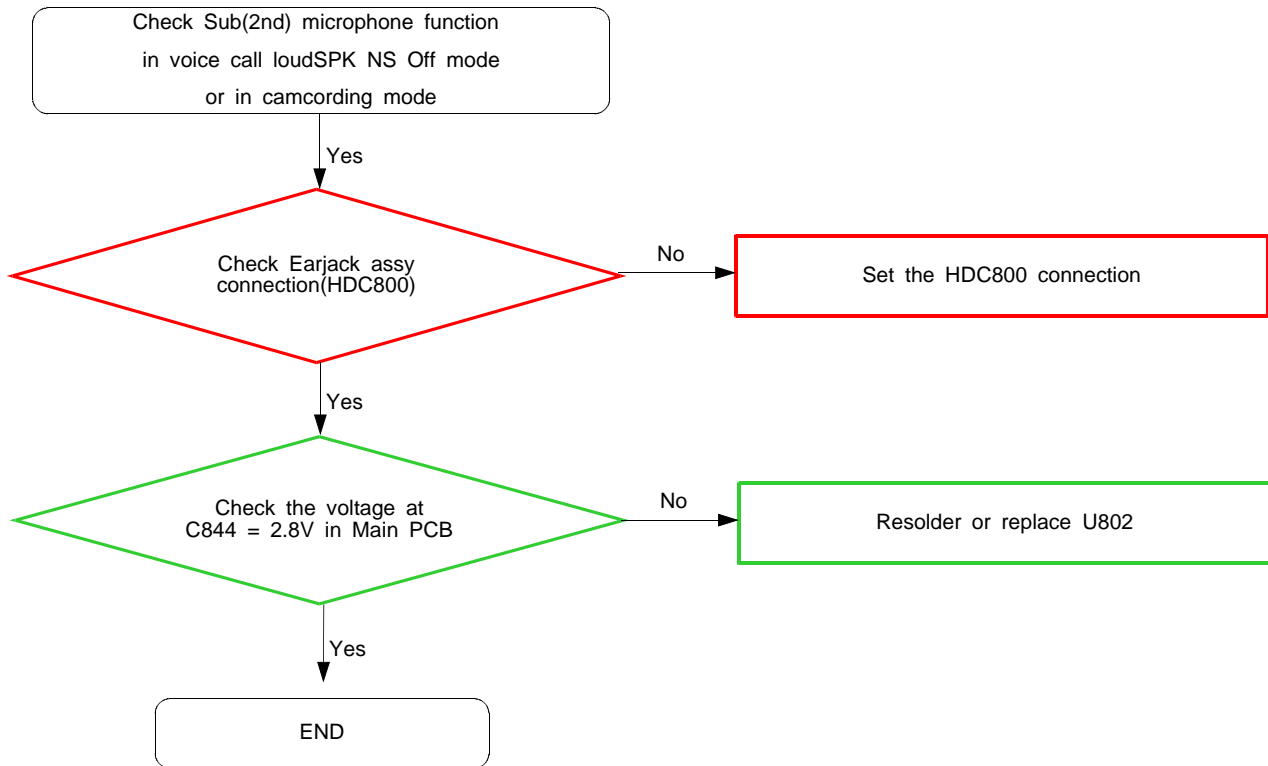 Check Sub(2nd) microphone function
in voice call loudSPK NS Off mode
or in camcording mode
Yes
Check Earjack assy
connection(HDC800)
No
Set the HDC800 connection
Yes
Check the voltage at
C844 = 2.8V in Main PCB
No
Resolder or replace U802
Yes
END